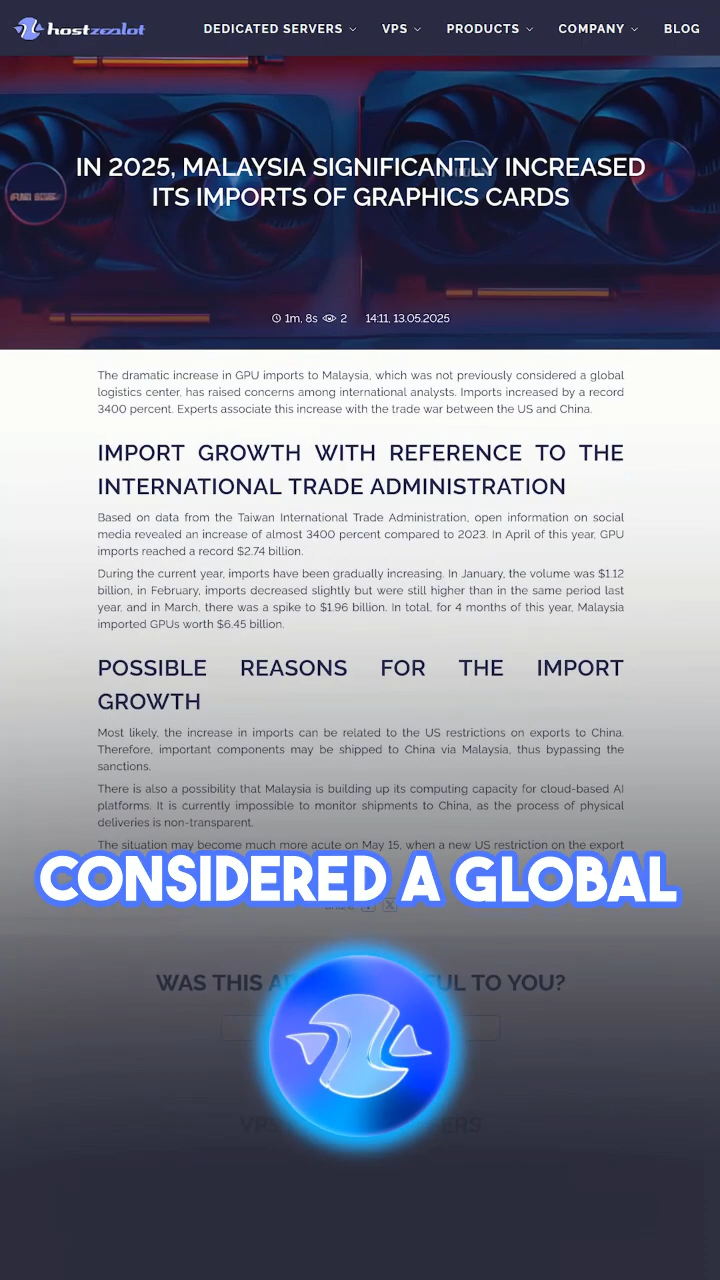 hostzealot
DEDICATED SERVERS
VPS
PRODUCTS
COMPANY
BLOG
IN 2025, MALAYSIA SIGNIFICANTLY INCREASED
ITS IMPORTS OF GRAPHICS CARDS
1m, 8s 2 14:11, 13.05.2025
The dramatic increase in GPU imports to Malaysia, which was not previously considered a global
logistics center, has raised concerns among international analysts. Imports increased by a record
3400 percent. Experts associate this increase with the trade war between the US and China.
IMPORT GROWTH WITH REFERENCE TO THE
INTERNATIONAL TRADE ADMINISTRATION
Based on data from the Taiwan International Trade Administration, open information on social
media revealed an increase of almost 3400 percent compared to 2023. In April of this year, GPU
imports reached a record $2.74 billion.
During the current year, imports have been gradually increasing. In January, the volume was $1.12
billion, in February, imports decreased slightly but were still higher than in the same period last
year, and in March, there was a spike to $1.96 billion. In total, for 4 months of this year, Malaysia
imported GPUs worth $6.45 billion.
POSSIBLE REASONS FOR THE IMPORT
GROWTH
Most likely, the increase in imports can be related to the US restrictions on exports to China.
Therefore, important components may be shipped to China via Malaysia, thus bypassing the
sanctions.
There is also a possibility that Malaysia is building up its computing capacity for cloud-based AI
platforms. It is currently impossible to monitor shipments to China, as the process of physical
deliveries is non-transparent.
The situation may become much more acute on May 15, when a new US restriction on the export
CONSIDERED A GLOBAL
WAS THIS TO YOU?